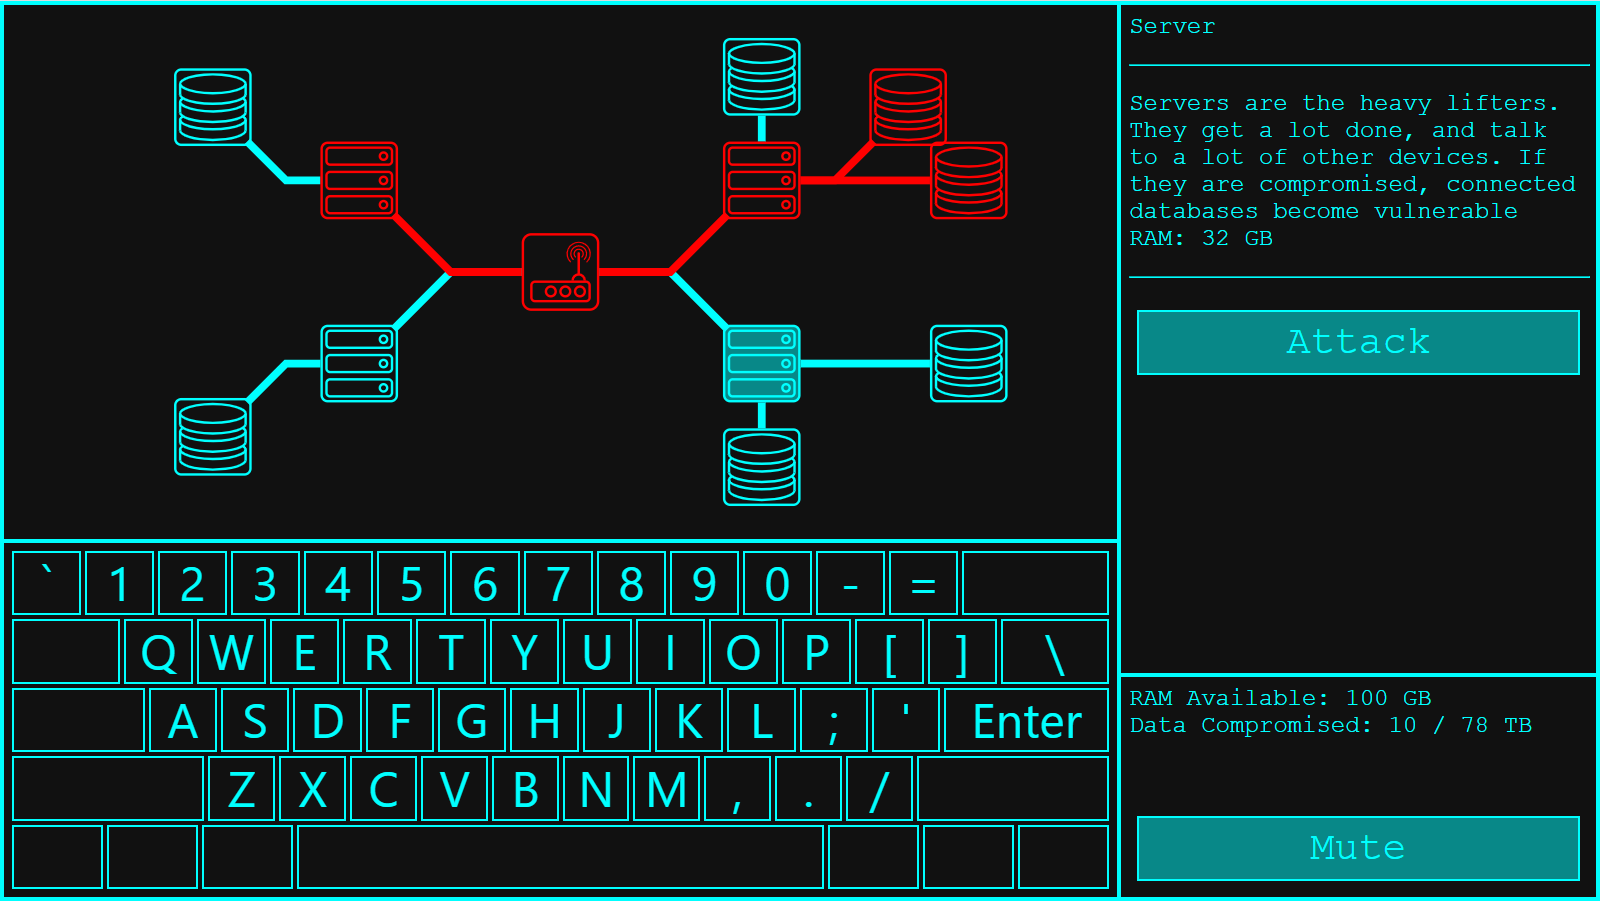 Server
Servers are the heavy lifters.
They get a lot done, and talk
to a lot of other devices. If
they are compromised, connected
databases become vulnerable
RAM: 32 GB
Attack
` 1 2 3 4 5 6 7 8 9 0 - =
Q W E R T Y U I O P [ ] \
A S D F G H J K L ; ' Enter
Z X C V B N M , . /
RAM Available: 100 GB
Data Compromised: 10 / 78 TB
Mute